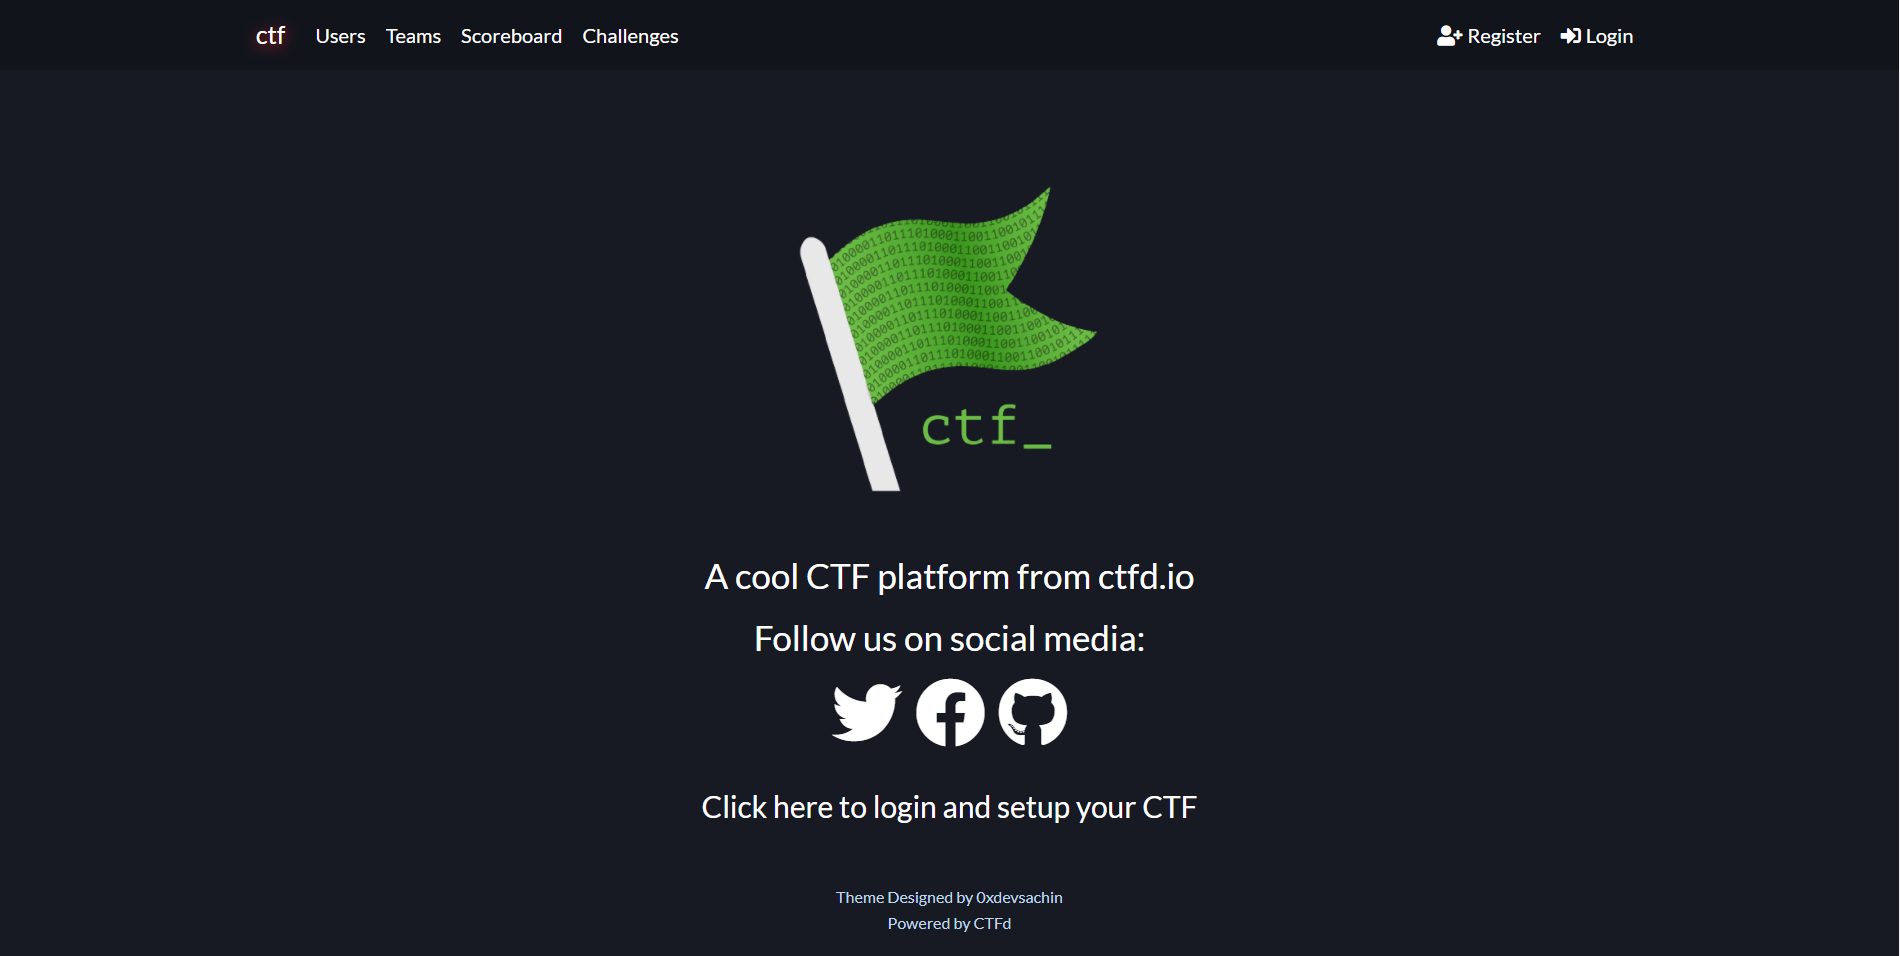 ctf Users Teams Scoreboard Challenges Register Login
ctf_
A cool CTF platform from ctfd.io
Follow us on social media:
Click here to login and setup your CTF
Theme Designed by 0xdevsachin
Powered by CTFd